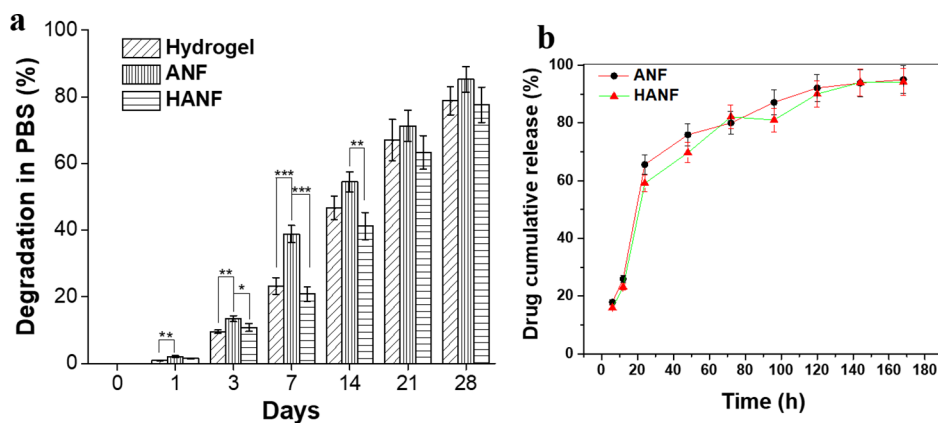 a
Degradation in PBS (%)
100
80
60
40
20
0
Hydrogel
ANF
HANF
**
**
*
***
***
**
0 1 3 7 14 21 28
Days
b
Drug cumulative release (%)
100
80
60
40
20
0
ANF
HANF
0 20 40 60 80 100 120 140 160 180
Time (h)